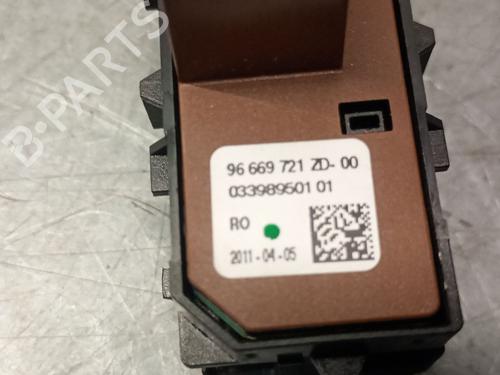 B-PARTS
96 669 721 ZD-00
033989501 01
RO
2011-04-05